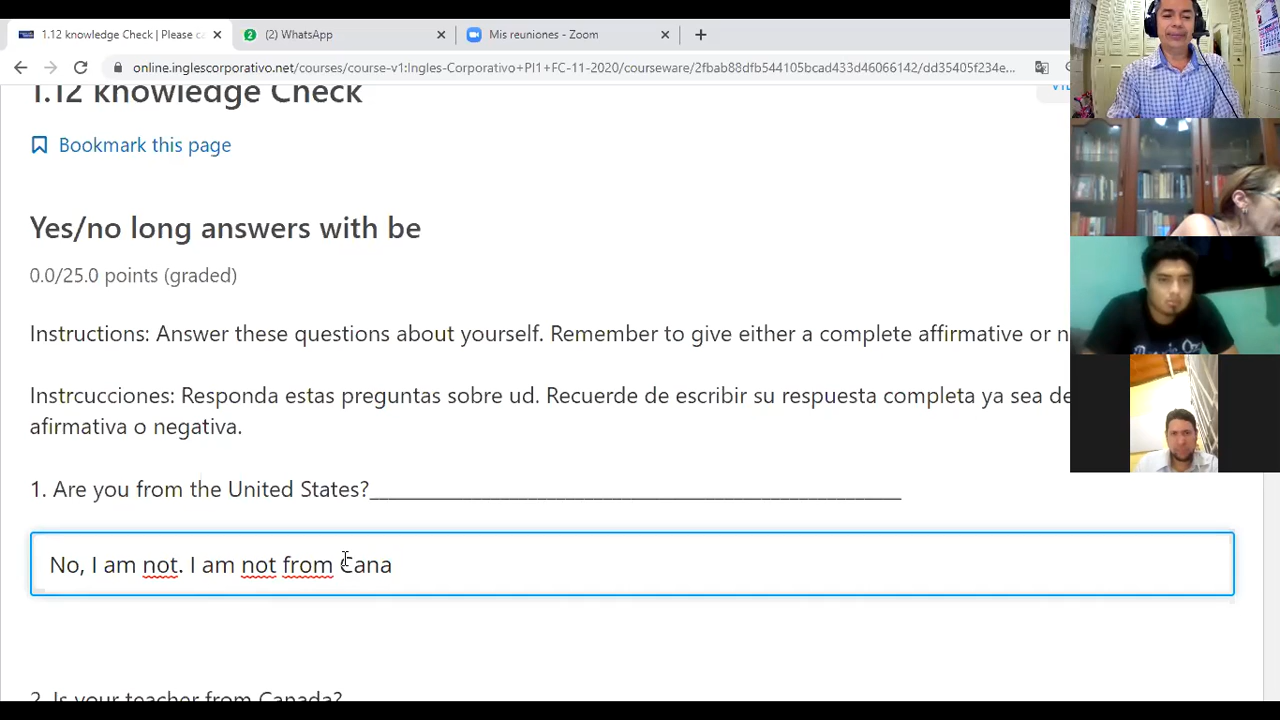 1.12 knowledge Check | Please ca
(2) WhatsApp
Mis reuniones - Zoom
online.inglescorporativo.net/courses/course-v1:Ingles-Corporativo+PI1+FC-11-2020/courseware/2fbab88dfb544105bcad433d46066142/dd35405f234e...
1.12 knowledge Check
Bookmark this page
Yes/no long answers with be
0.0/25.0 points (graded)
Instructions: Answer these questions about yourself. Remember to give either a complete affirmative or n
Instrcucciones: Responda estas preguntas sobre ud. Recuerde de escribir su respuesta completa ya sea de
afirmativa o negativa.
1. Are you from the United States?
No, I am not. I am not from Cana
2. Is your teacher from Canada?